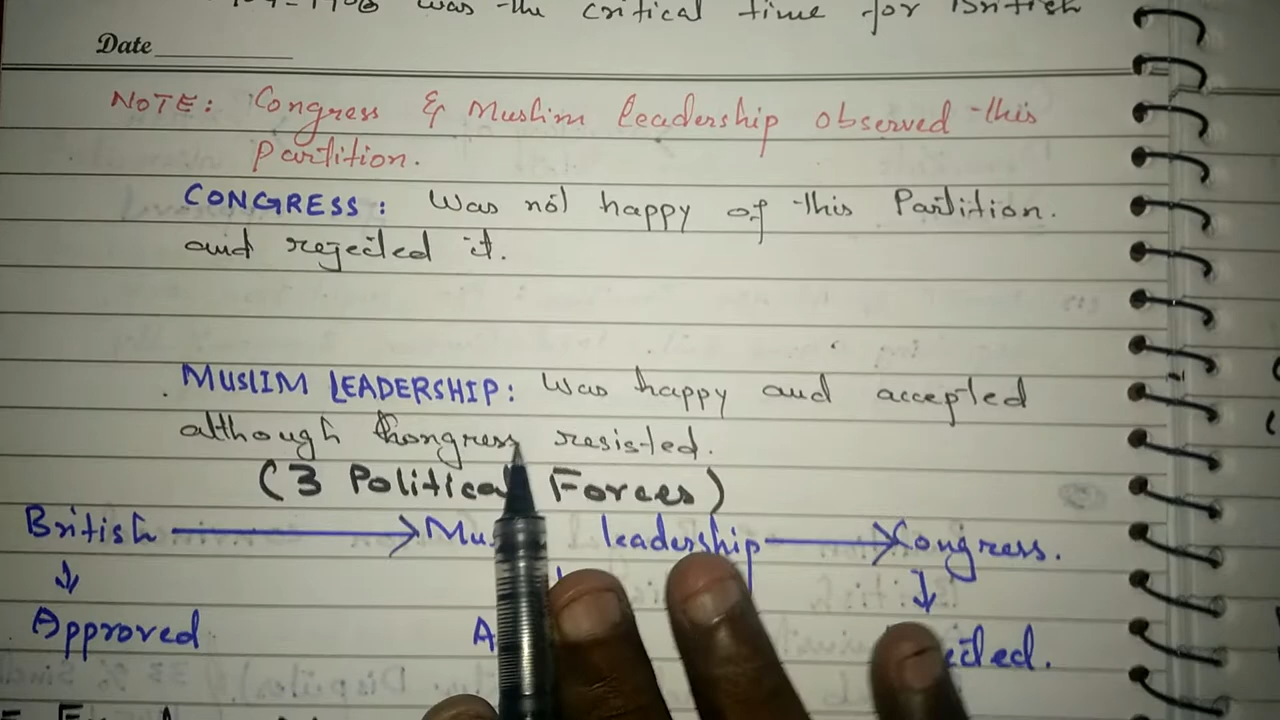 was the critical time for British
Date
NOTE: Congress & Muslim leadership observed this
partition.
CONGRESS: Was not happy of this Partition.
and rejected it.
MUSLIM LEADERSHIP: Was happy and accepted
although Congress resisted.
(3 Political Forces)
British → leadership → Congress.
↓ ↓
Approved